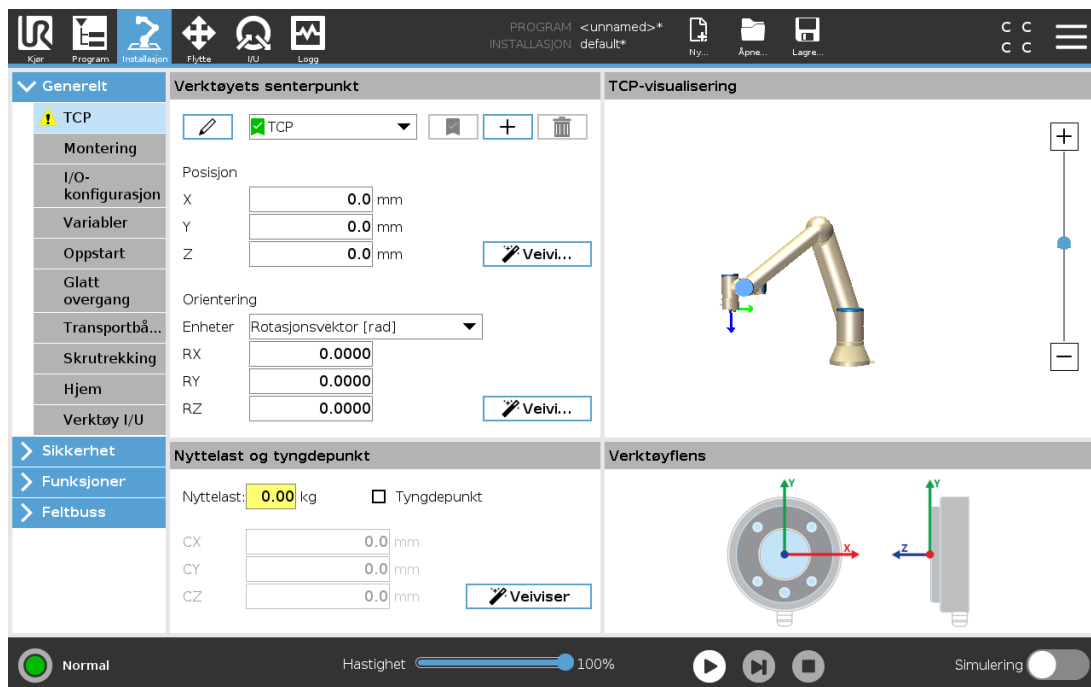 PROGRAM <unnamed>*
INSTALLASJON default*
UR
Kjør Program Installasjon Flytte I/U Logg
Ny... Åpne... Lagre...
C C
C C
Generelt
TCP
Montering
I/O-
konfigurasjon
Variabler
Oppstart
Glatt
overgang
Transportbå...
Skrutrekking
Hjem
Verktøy I/U
Sikkerhet
Funksjoner
Feltbuss
Verktøyets senterpunkt
TCP
Posisjon
X 0.0 mm
Y 0.0 mm
Z 0.0 mm Veivi...
Orientering
Enheter Rotasjonsvektor [rad]
RX 0.0000
RY 0.0000
RZ 0.0000 Veivi...
Nyttelast og tyngdepunkt
Nyttelast: 0.00 kg Tyngdepunkt
CX 0.0 mm
CY 0.0 mm
CZ 0.0 mm Veiviser
TCP-visualisering
Verktøyflens
Y Y
X Z
Normal Hastighet 100% Simulering